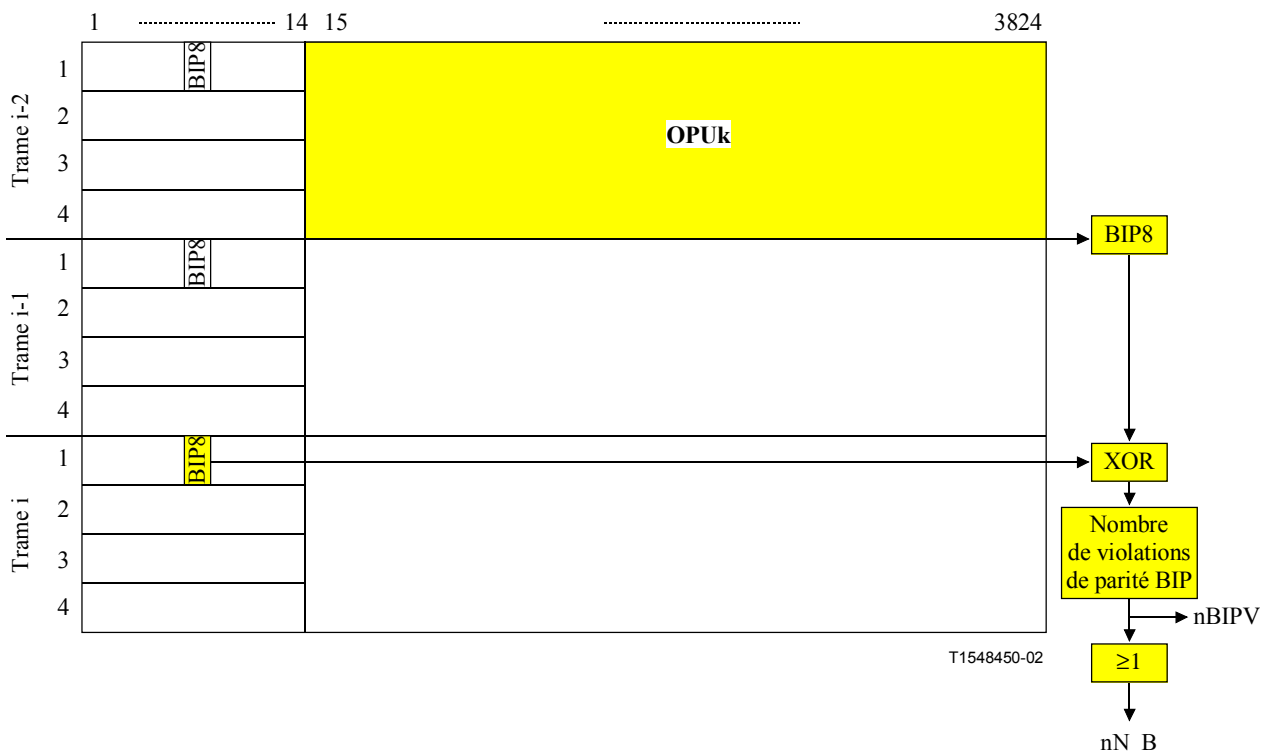 1 14 15 3824
Trame i-2
1 BIP8
2
3
4
OPUk
BIP8
Trame i-1
1 BIP8
2
3
4
Trame i
1 BIP8
2
3
4
XOR
Nombre
de violations
de parité BIP
nBIPV
≥1
nN_B
T1548450-02